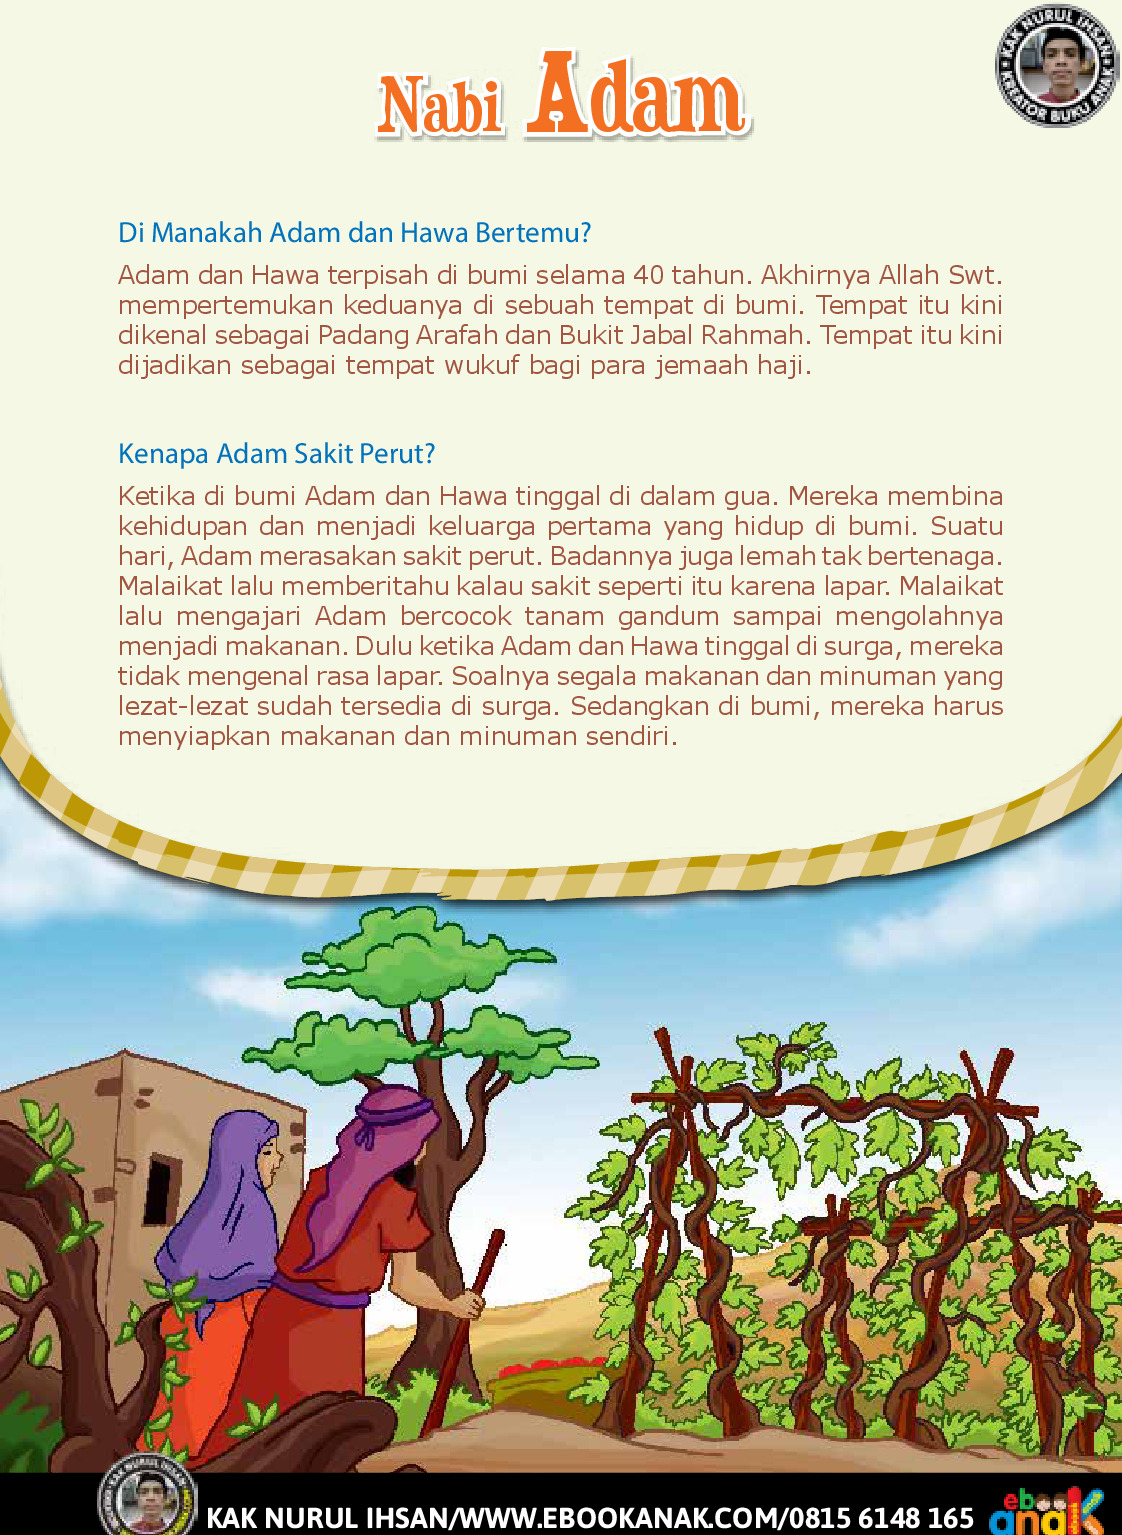 KAK NURUL IHSAN
KREATOR BUKU ANAK
Nabi Adam
Di Manakah Adam dan Hawa Bertemu?
Adam dan Hawa terpisah di bumi selama 40 tahun. Akhirnya Allah Swt.
mempertemukan keduanya di sebuah tempat di bumi. Tempat itu kini
dikenal sebagai Padang Arafah dan Bukit Jabal Rahmah. Tempat itu kini
dijadikan sebagai tempat wukuf bagi para jemaah haji.
Kenapa Adam Sakit Perut?
Ketika di bumi Adam dan Hawa tinggal di dalam gua. Mereka membina
kehidupan dan menjadi keluarga pertama yang hidup di bumi. Suatu
hari, Adam merasakan sakit perut. Badannya juga lemah tak bertenaga.
Malaikat lalu memberitahu kalau sakit seperti itu karena lapar. Malaikat
lalu mengajari Adam bercocok tanam gandum sampai mengolahnya
menjadi makanan. Dulu ketika Adam dan Hawa tinggal di surga, mereka
tidak mengenal rasa lapar. Soalnya segala makanan dan minuman yang
lezat-lezat sudah tersedia di surga. Sedangkan di bumi, mereka harus
menyiapkan makanan dan minuman sendiri.
KAK NURUL IHSAN
KAK NURUL IHSAN/WWW.EBOOKANAK.COM/0815 6148 165
ebook
anak